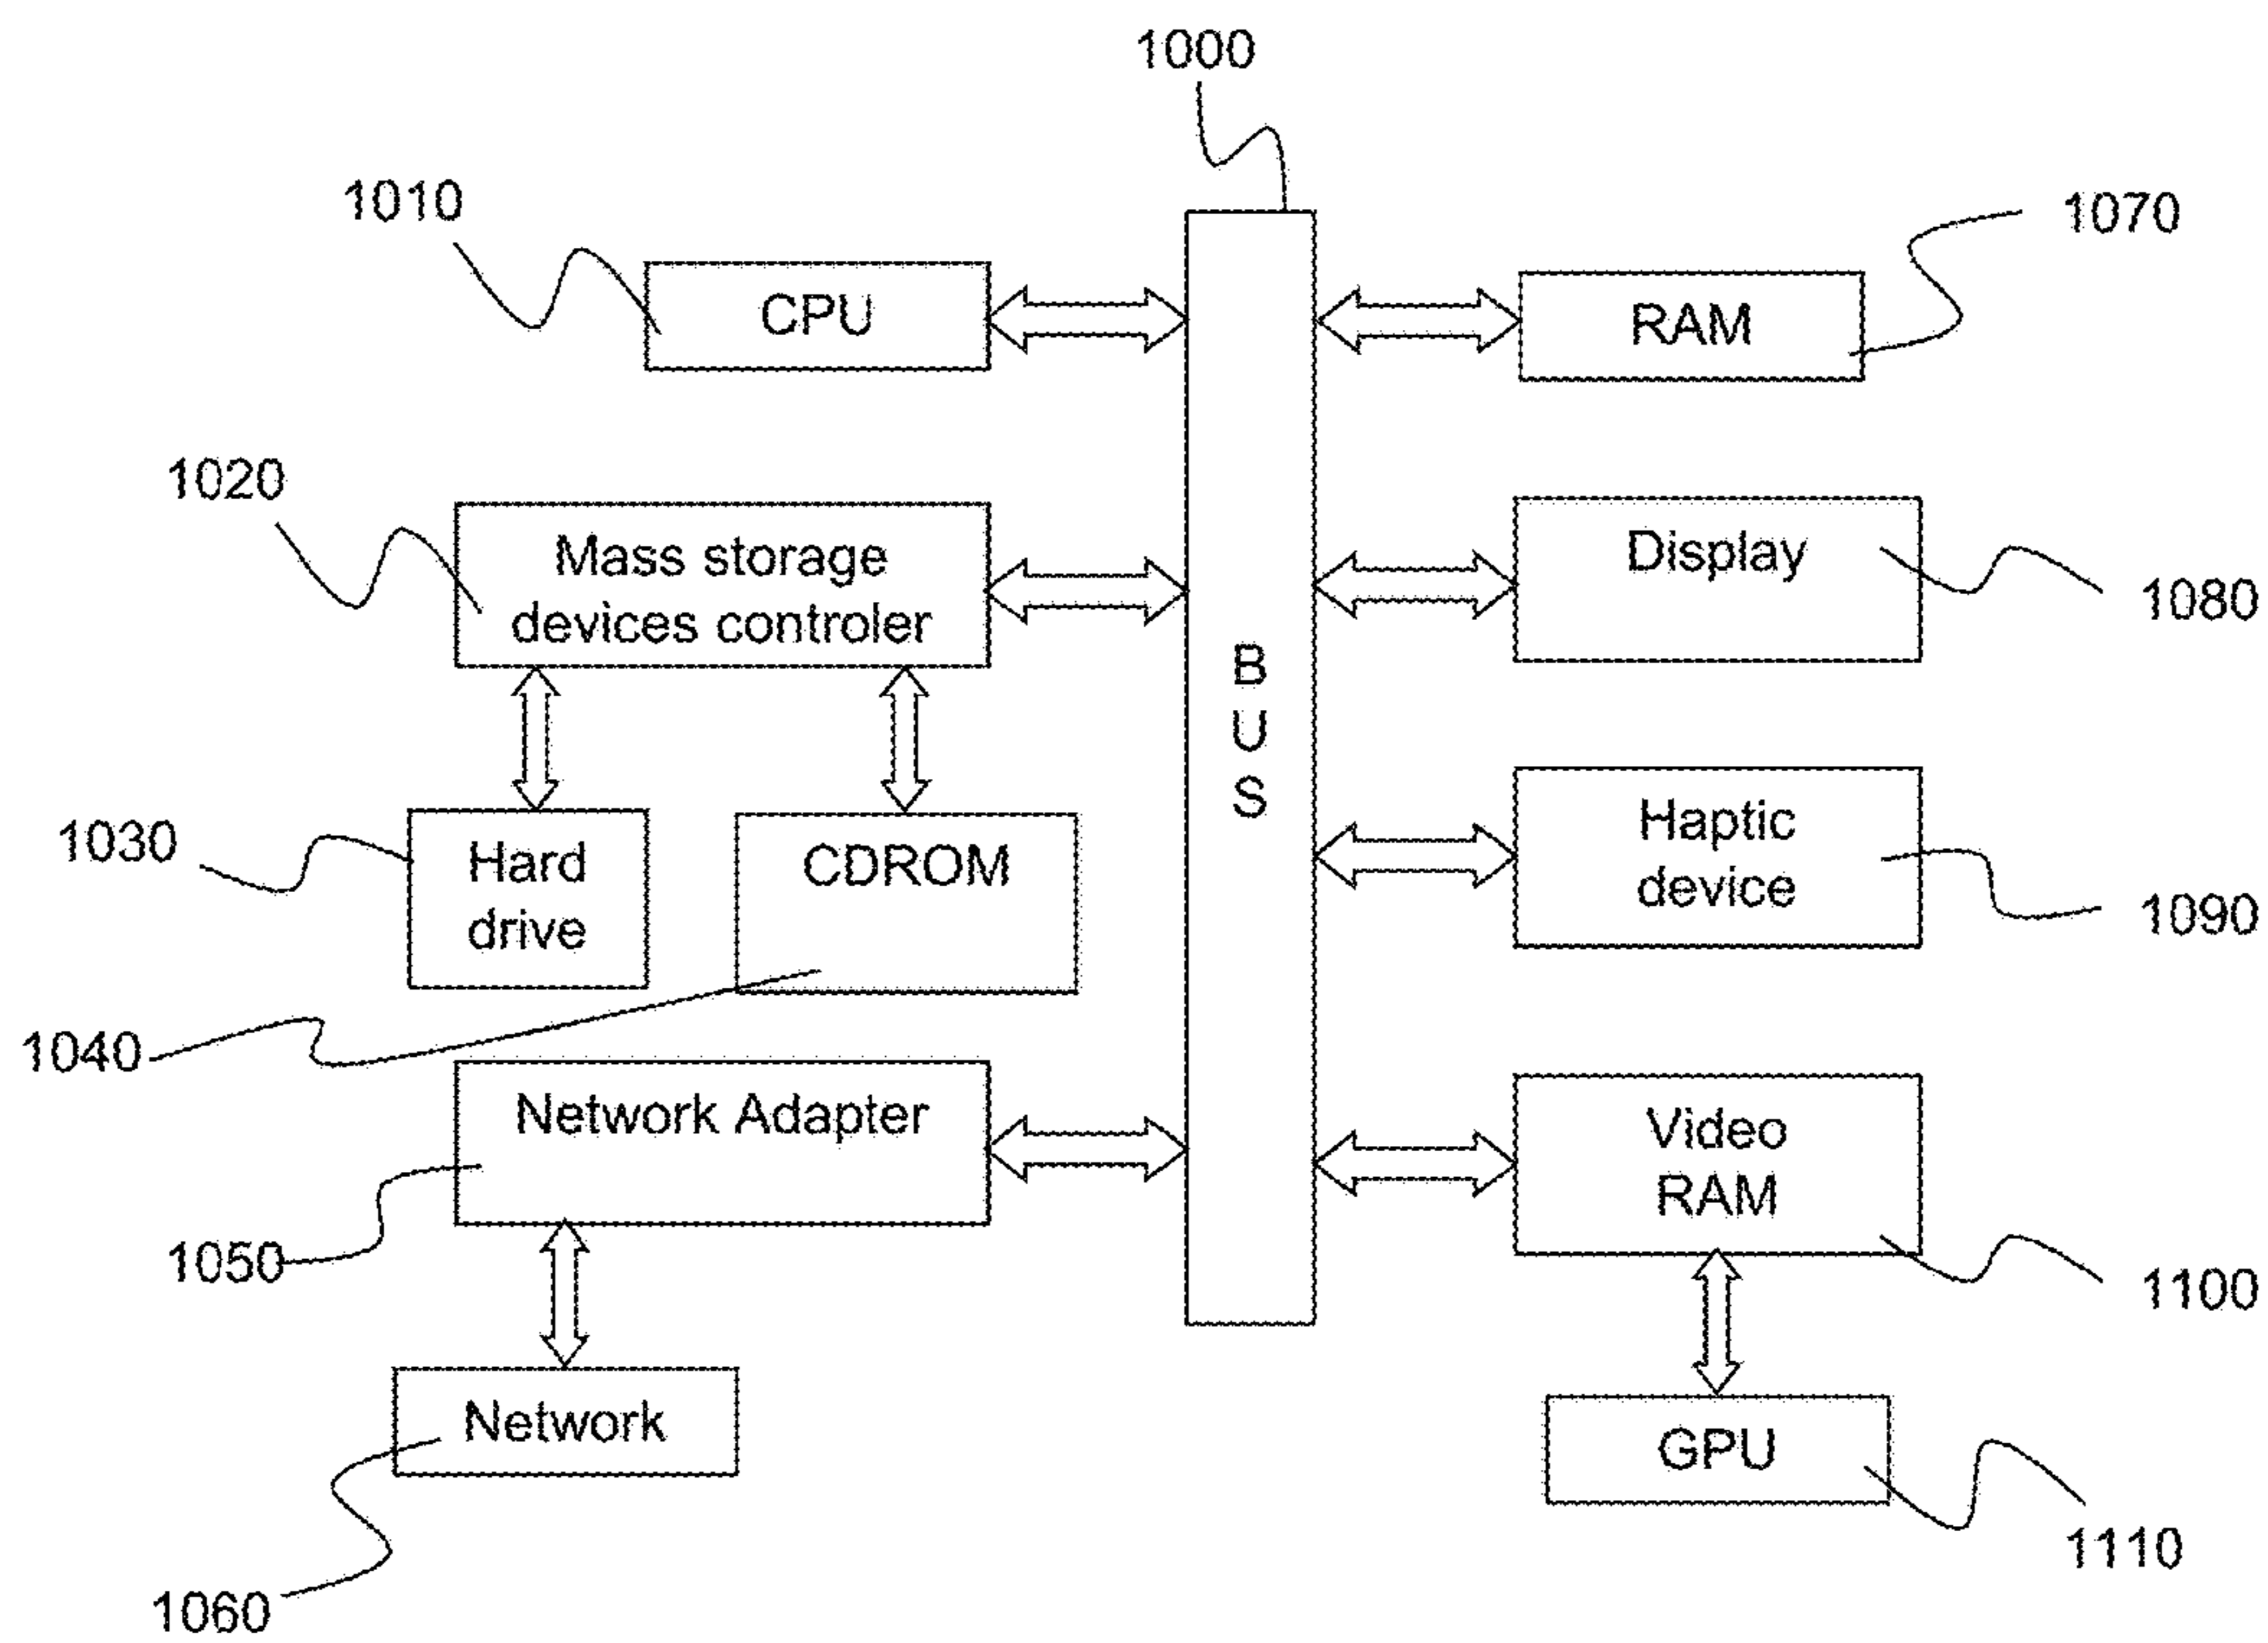 1000
1010
1070
CPU
RAM
1020
Mass storage
devices controler
Display
1080
B
U
S
1030
Hard
drive
CDROM
Haptic
device
1090
1040
Network Adapter
Video
RAM
1050
1100
Network
GPU
1110
1060